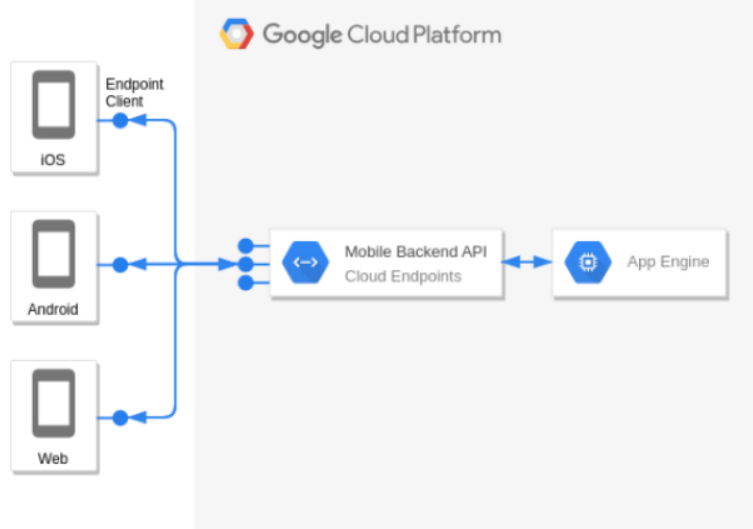 Google Cloud Platform
Endpoint
Client
iOS
Mobile Backend API
Cloud Endpoints
App Engine
Android
Web